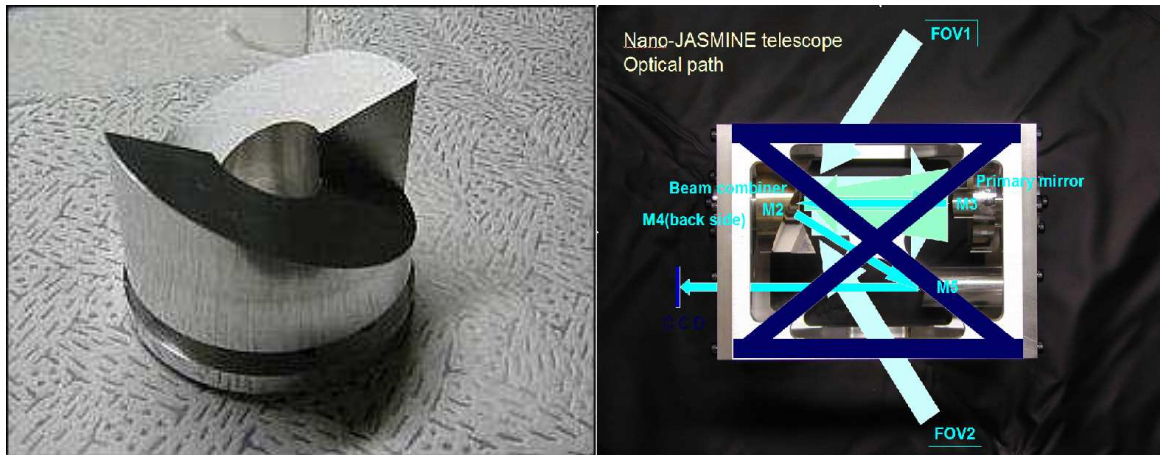 Nano-JASMINE telescope
Optical path
FOV1
Beam combiner
Primary mirror
M2
M3
M4(back side)
M5
CCD
FOV2